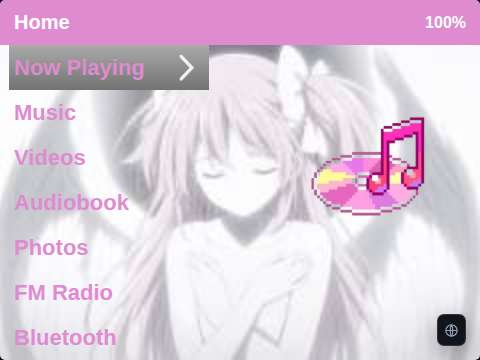 Home
100%
Now Playing
Music
Videos
Audiobook
Photos
FM Radio
Bluetooth